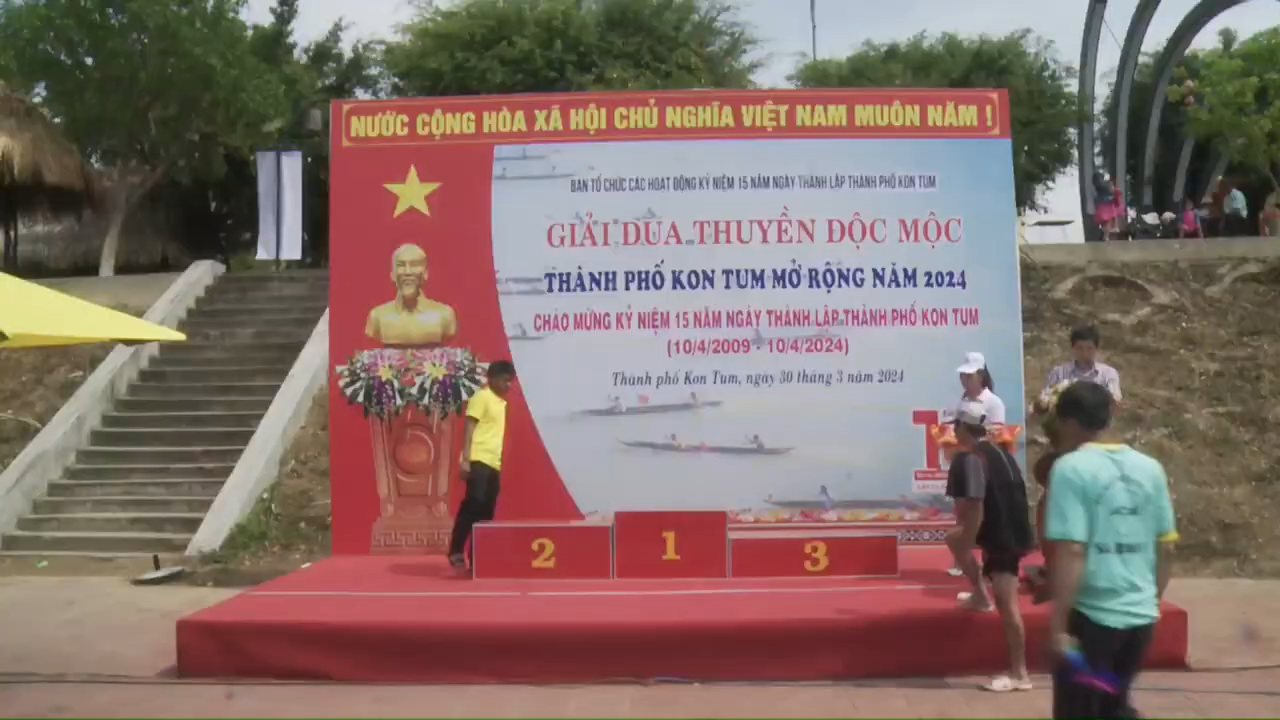 NƯỚC CỘNG HÒA XÃ HỘI CHỦ NGHĨA VIỆT NAM MUÔN NĂM !
BAN TỔ CHỨC CÁC HOẠT ĐỘNG KỶ NIỆM 15 NĂM NGÀY THÀNH LẬP THÀNH PHỐ KON TUM
GIẢI ĐUA THUYỀN ĐỘC MỘC
THÀNH PHỐ KON TUM MỞ RỘNG NĂM 2024
CHÀO MỪNG KỶ NIỆM 15 NĂM NGÀY THÀNH LẬP THÀNH PHỐ KON TUM
(10/4/2009 - 10/4/2024)
Thành phố Kon Tum, ngày 30 tháng 3 năm 2024
2
1
3